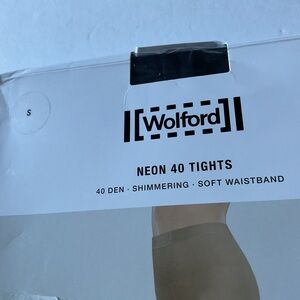 S
Wolford
NEON 40 TIGHTS
40 DEN · SHIMMERING · SOFT WAISTBAND